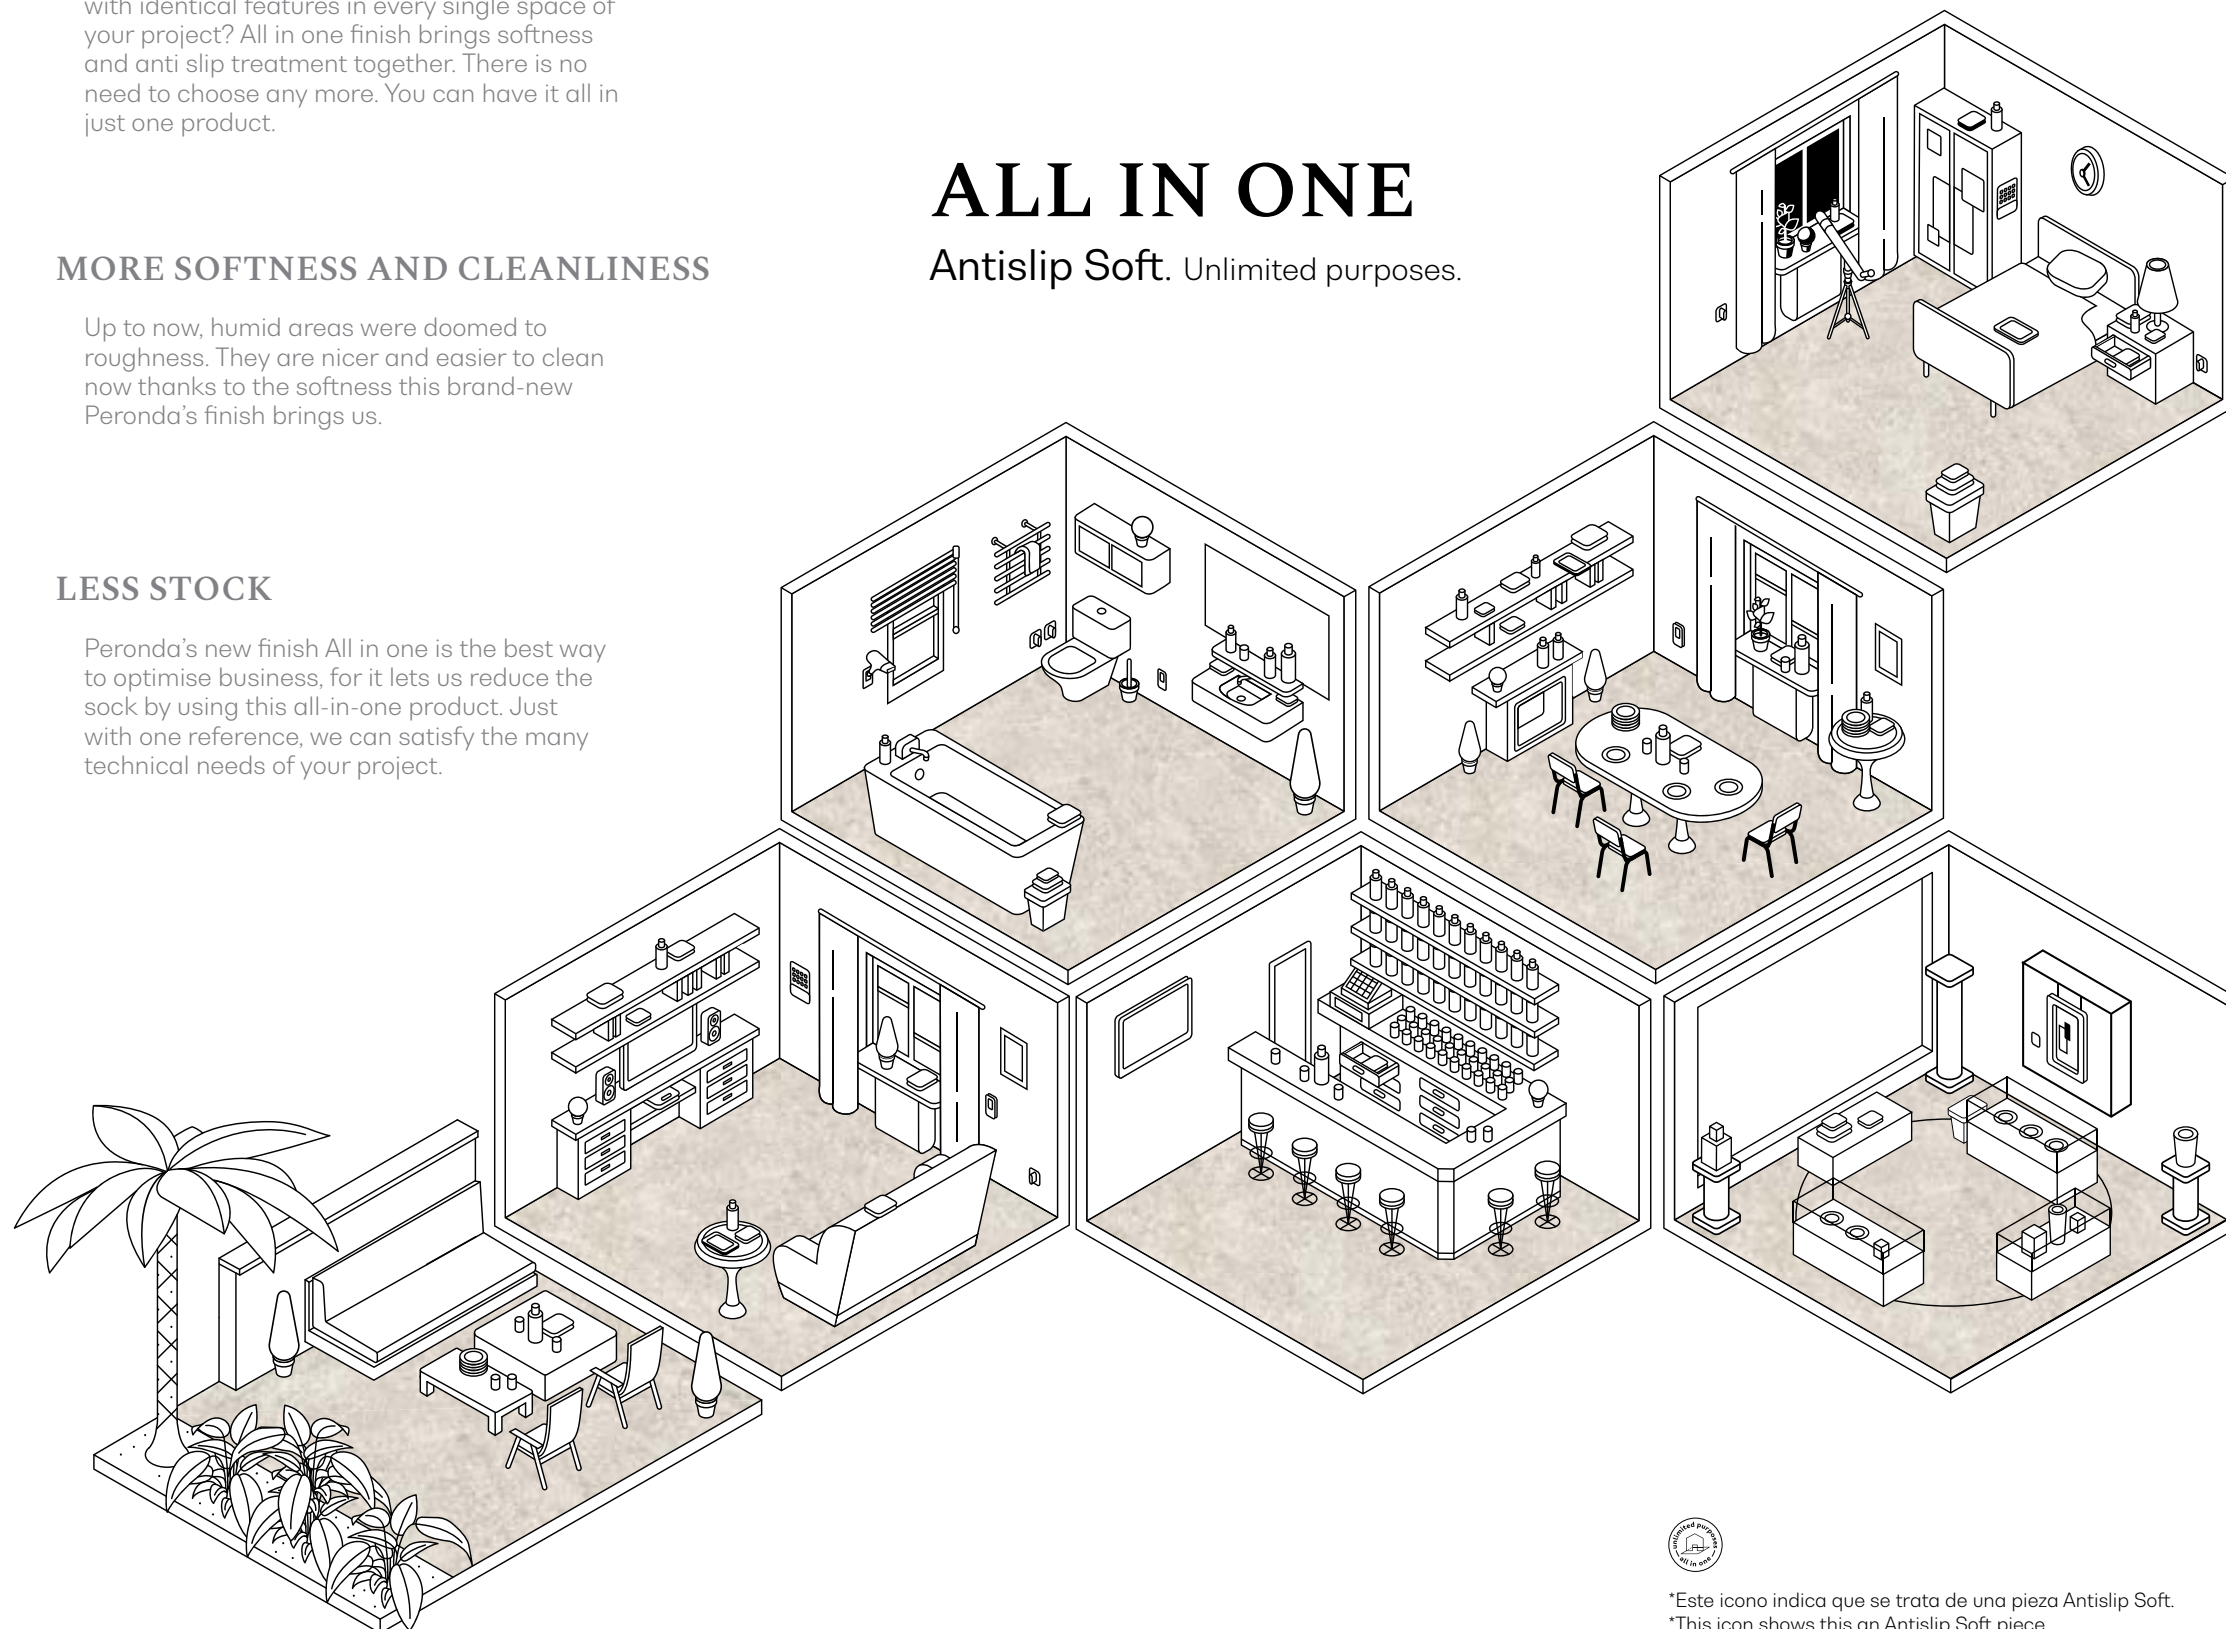 with identical features in every single space of
your project? All in one finish brings softness
and anti slip treatment together. There is no
need to choose any more. You can have it all in
just one product.
ALL IN ONE
Antislip Soft. Unlimited purposes.
MORE SOFTNESS AND CLEANLINESS
Up to now, humid areas were doomed to
roughness. They are nicer and easier to clean
now thanks to the softness this brand-new
Peronda’s finish brings us.
LESS STOCK
Peronda’s new finish All in one is the best way
to optimise business, for it lets us reduce the
sock by using this all-in-one product. Just
with one reference, we can satisfy the many
technical needs of your project.
unlimited purposes
all in one
*Este icono indica que se trata de una pieza Antislip Soft.
*This icon shows this an Antislip Soft piece.